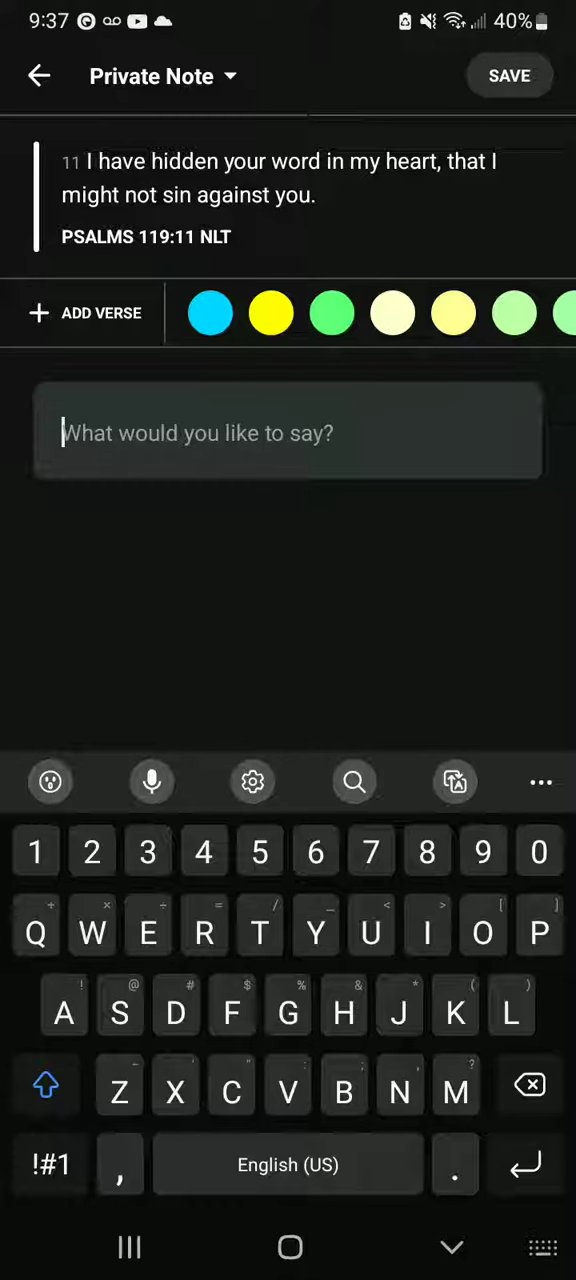 9:37 40%
Private Note SAVE
11 I have hidden your word in my heart, that I
might not sin against you.
PSALMS 119:11 NLT
+ ADD VERSE
What would you like to say?
1 2 3 4 5 6 7 8 9 0
+ × ÷ = / _ < > [ ]
Q W E R T Y U I O P
! @ # $ % & * ( )
A S D F G H J K L
- ' " : ; , ?
Z X C V B N M
!#1 , English (US) .